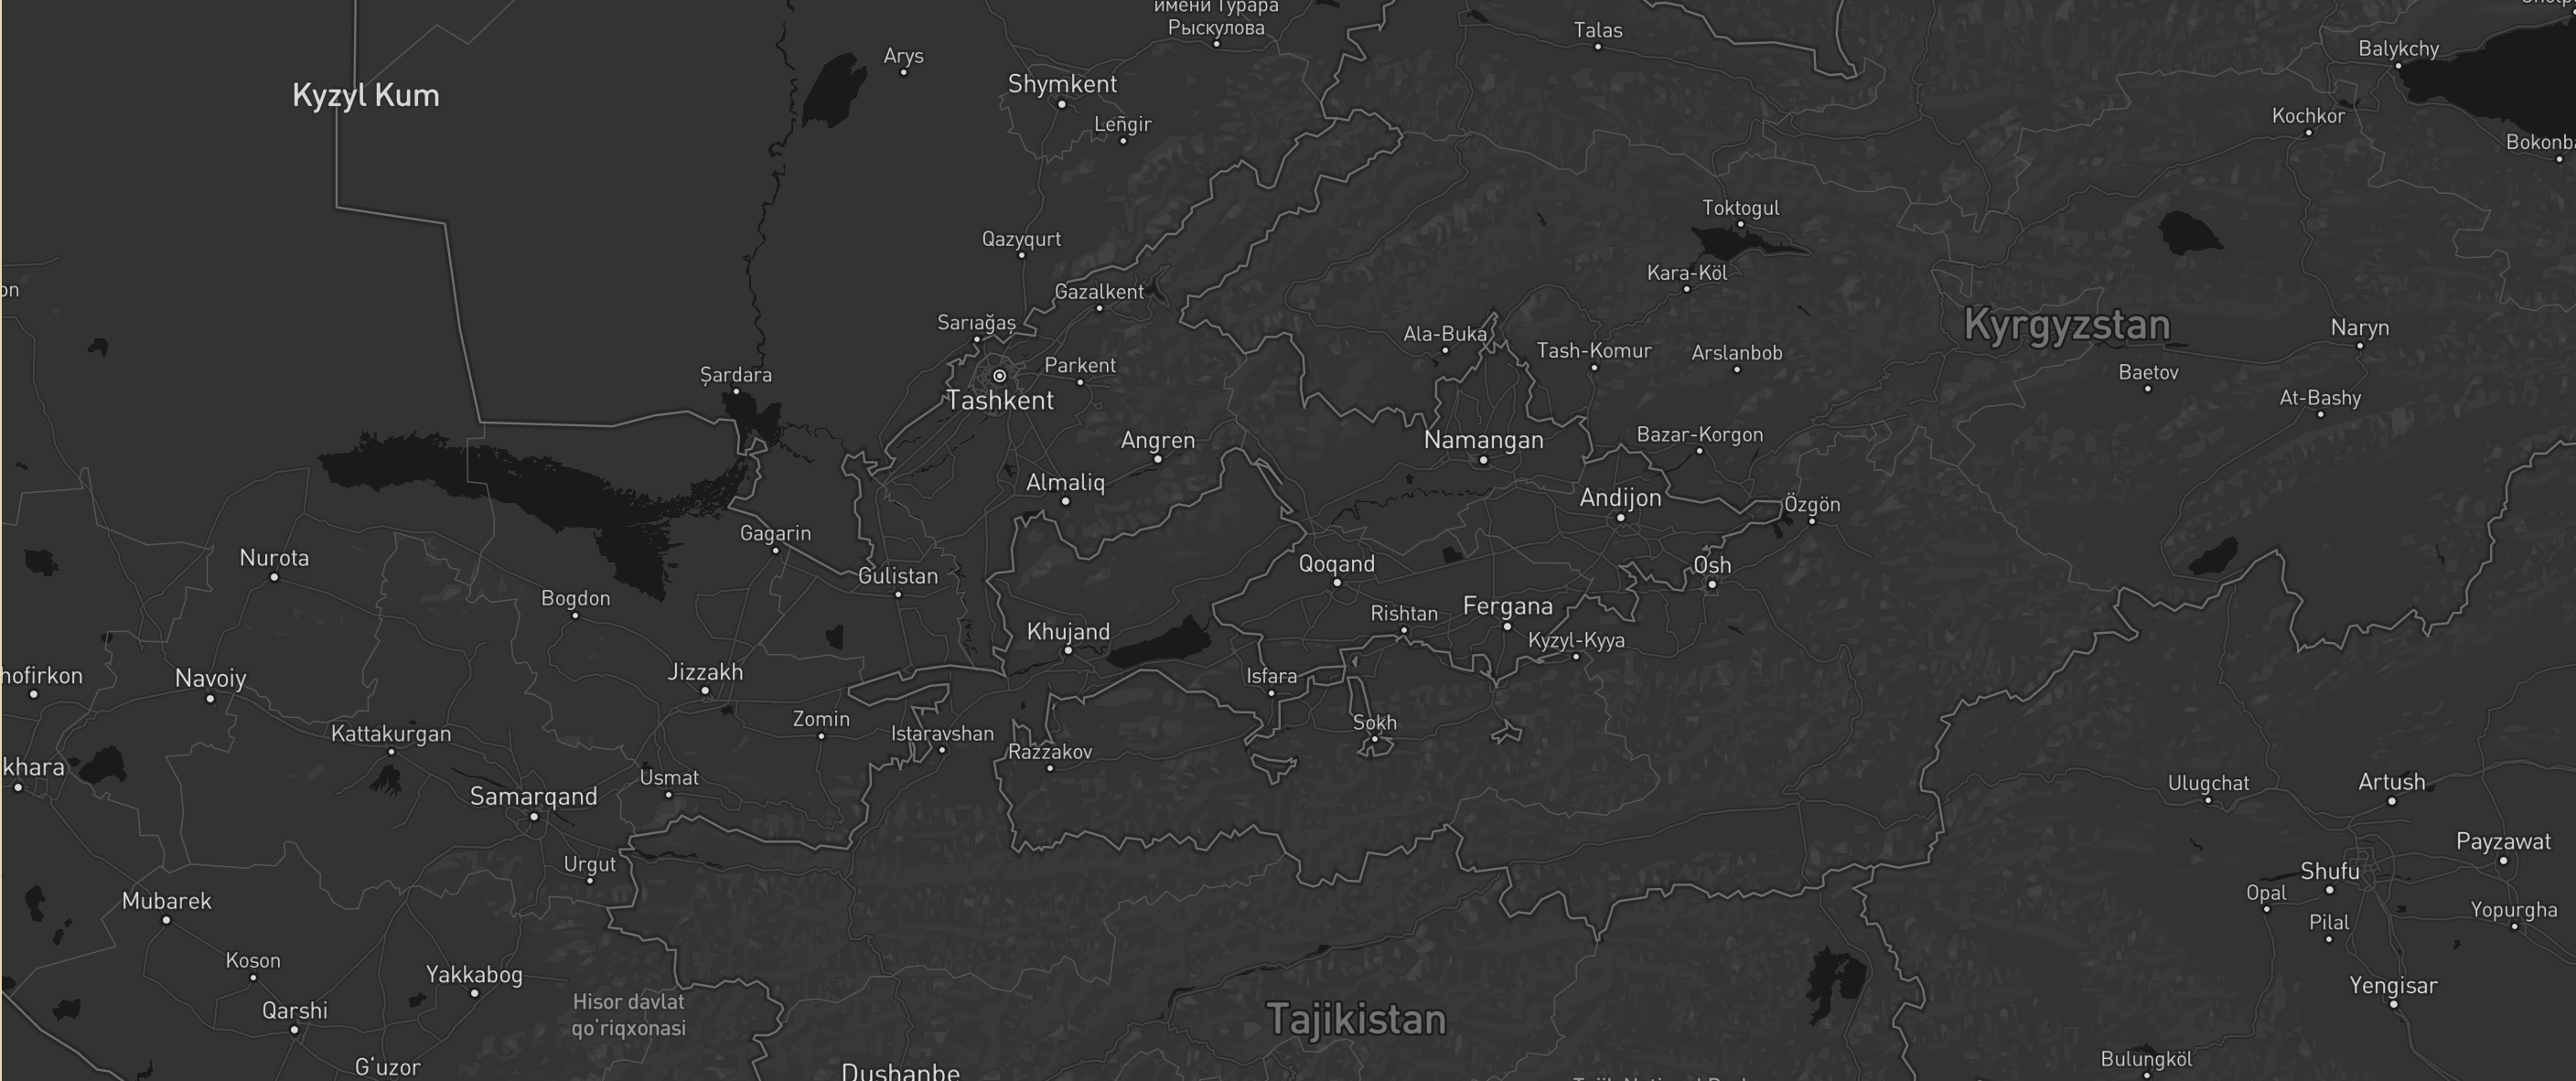 имени Турара
Рыскулова
Talas
Balykchy
Arys
Shymkent
Kyzyl Kum
Leñgir
Kochkor
Toktogul
Qazyqurt
Kara-Köl
Gazalkent
Sarıağaş
Ala-Buka
Kyrgyzstan
Naryn
Tash-Komur
Arslanbob
Parkent
Baetov
Şardara
Tashkent
At-Bashy
Angren
Namangan
Bazar-Korgon
Almaliq
Andijon
Özgön
Gagarin
Nurota
Qoqand
Osh
Gulistan
Bogdon
Rishtan
Fergana
Khujand
Kyzyl-Kyya
hofirkon
Navoiy
Jizzakh
Isfara
Zomin
Sokh
Kattakurgan
Istaravshan
Razzakov
khara
Usmat
Samarqand
Ulugchat
Artush
Payzawat
Urgut
Shufu
Opal
Mubarek
Yopurgha
Pilal
Koson
Yakkabog
Yengisar
Hisor davlat
qo‘riqxonasi
Qarshi
Tajikistan
Bulungköl
G‘uzor
Dushanbe